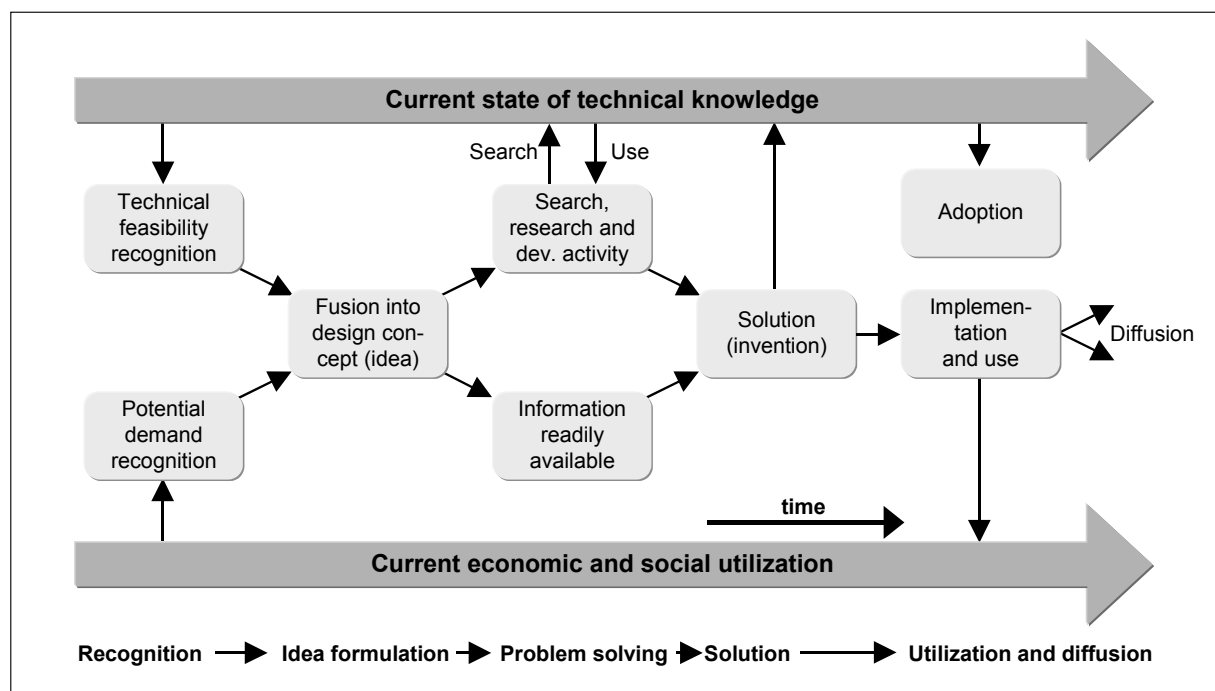 Current state of technical knowledge
Search
Use
Technical
feasibility
recognition
Search,
research and
dev. activity
Adoption
Fusion into
design con-
cept (idea)
Solution
(invention)
Implemen-
tation
and use
Diffusion
Potential
demand
recognition
Information
readily
available
time
Current economic and social utilization
Recognition Idea formulation Problem solving Solution Utilization and diffusion